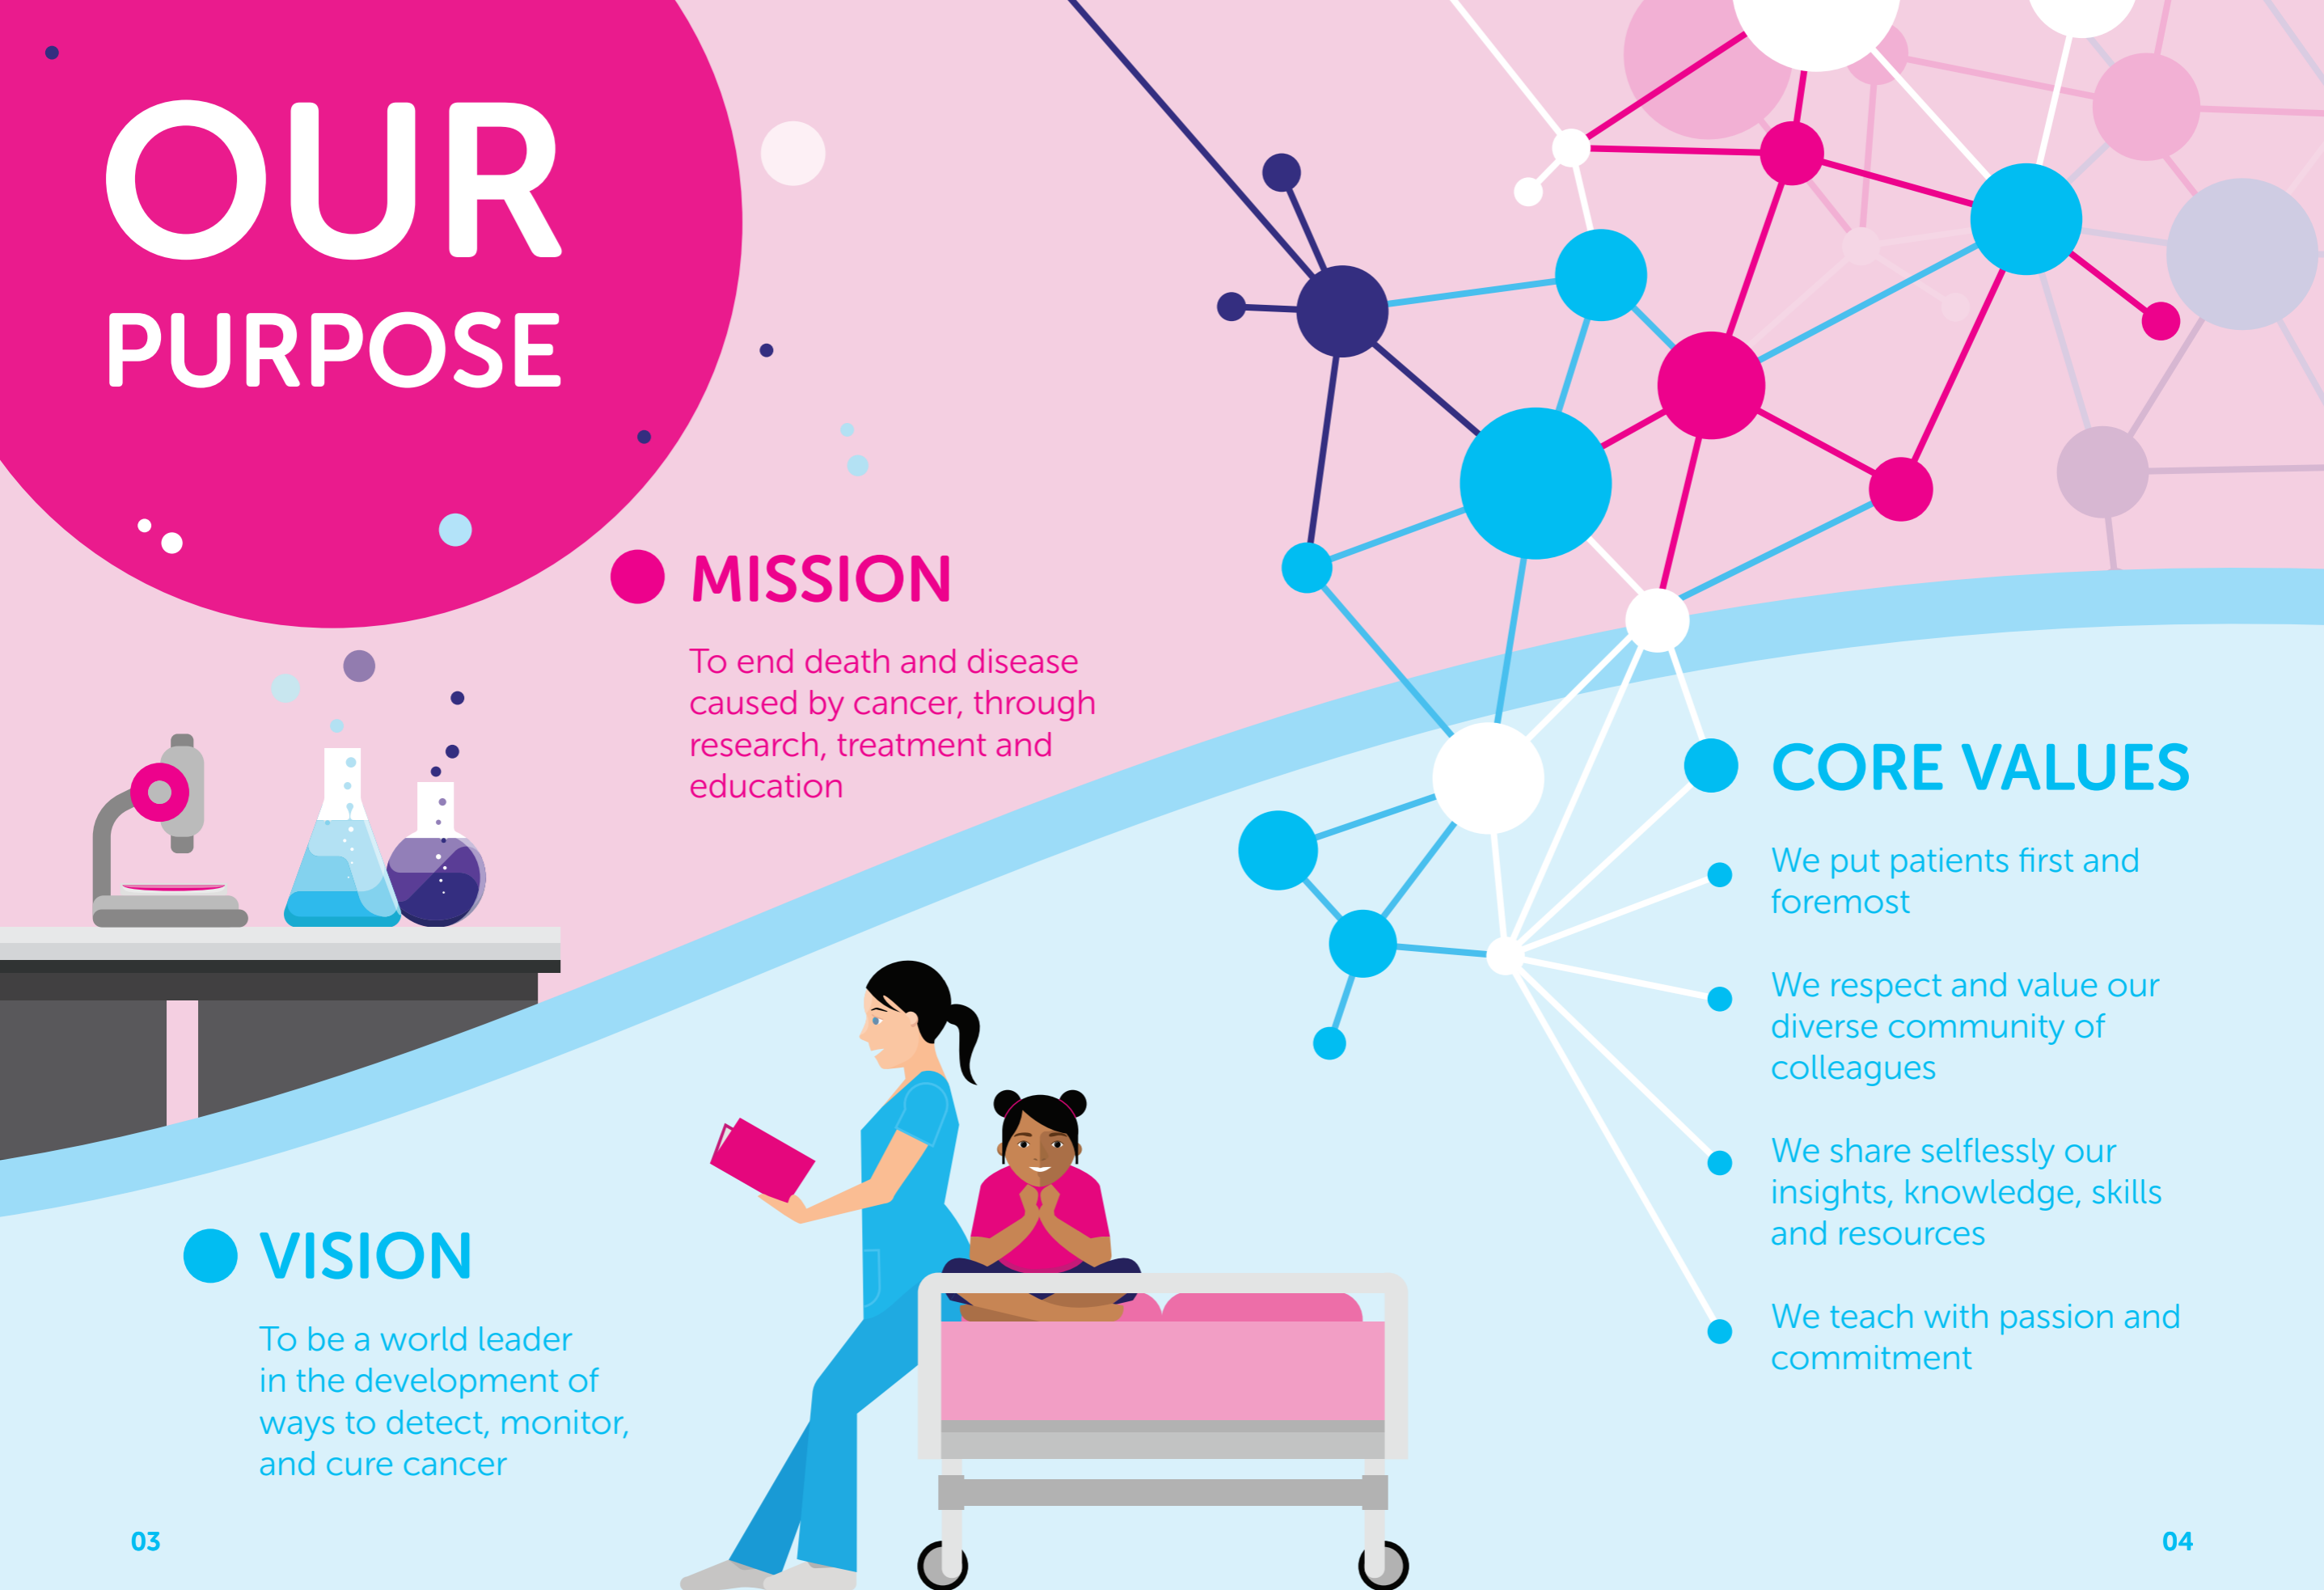 OUR
PURPOSE
MISSION
To end death and disease
caused by cancer, through
research, treatment and
education
VISION
To be a world leader
in the development of
ways to detect, monitor,
and cure cancer
03
CORE VALUES
We put patients first and
foremost
We respect and value our
diverse community of
colleagues
We share selflessly our
insights, knowledge, skills
and resources
We teach with passion and
commitment
04